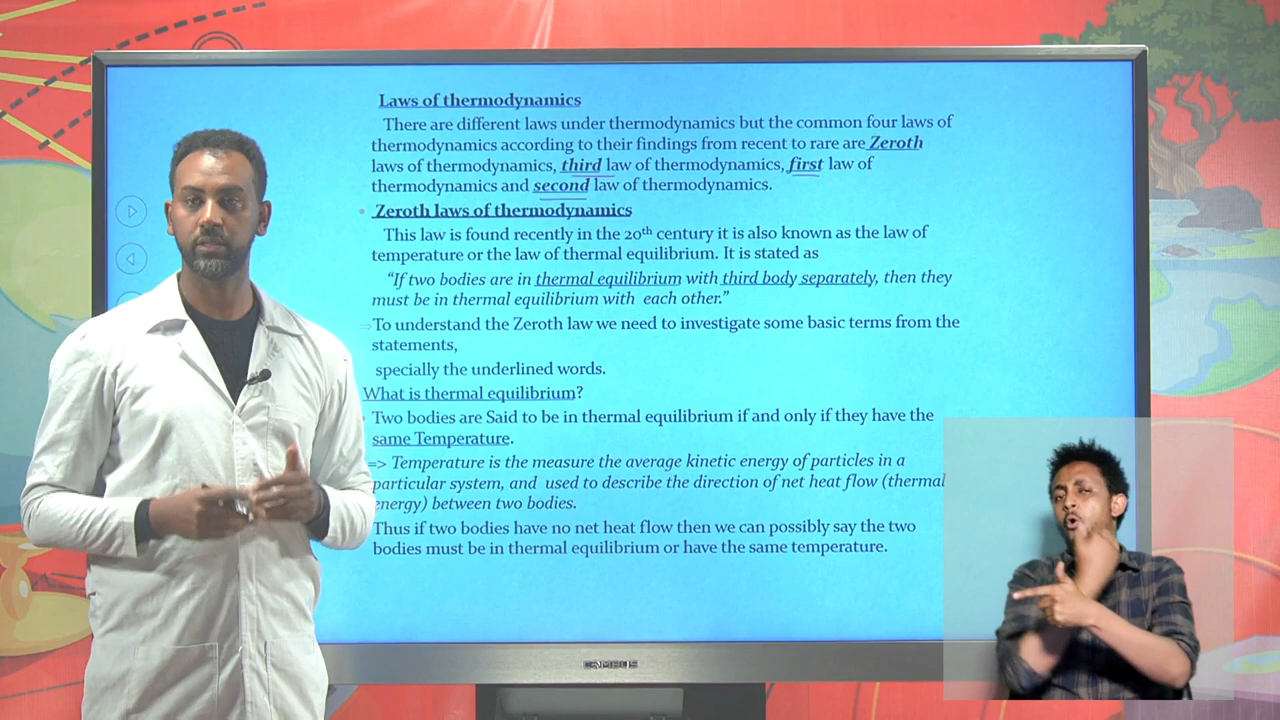 Laws of thermodynamics
There are different laws under thermodynamics but the common four laws of
thermodynamics according to their findings from recent to rare are Zeroth
laws of thermodynamics, third law of thermodynamics, first law of
thermodynamics and second law of thermodynamics.
Zeroth laws of thermodynamics
This law is found recently in the 20th century it is also known as the law of
temperature or the law of thermal equilibrium. It is stated as
“If two bodies are in thermal equilibrium with third body separately, then they
must be in thermal equilibrium with each other.”
To understand the Zeroth law we need to investigate some basic terms from the
statements,
specially the underlined words.
What is thermal equilibrium?
Two bodies are Said to be in thermal equilibrium if and only if they have the
same Temperature.
=> Temperature is the measure the average kinetic energy of particles in a
particular system, and used to describe the direction of net heat flow (thermal
energy) between two bodies.
Thus if two bodies have no net heat flow then we can possibly say the two
bodies must be in thermal equilibrium or have the same temperature.